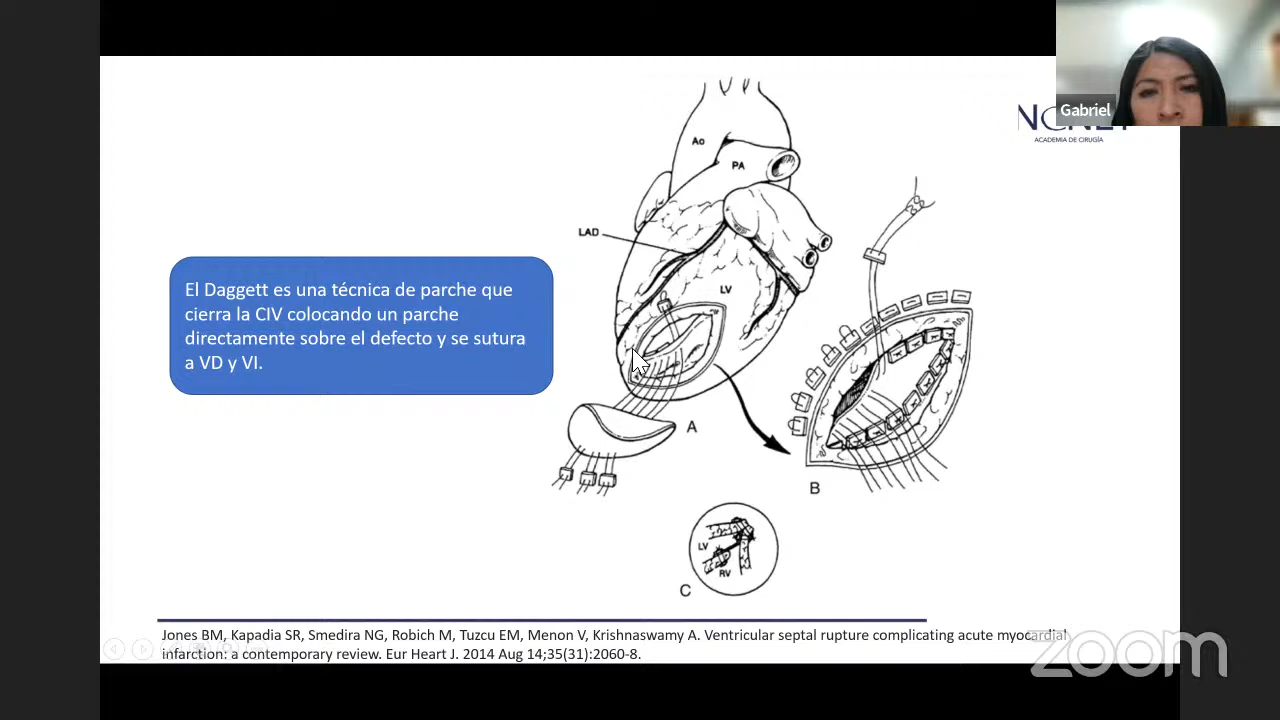 Gabriel
ACADEMIA DE CIRUGÍA
Ao
PA
LAD
LV
El Daggett es una técnica de parche que
cierra la CIV colocando un parche
directamente sobre el defecto y se sutura
a VD y VI.
A
B
LV
RV
C
Jones BM, Kapadia SR, Smedira NG, Robich M, Tuzcu EM, Menon V, Krishnaswamy A. Ventricular septal rupture complicating acute myocardial
infarction: a contemporary review. Eur Heart J. 2014 Aug 14;35(31):2060-8.
zoom